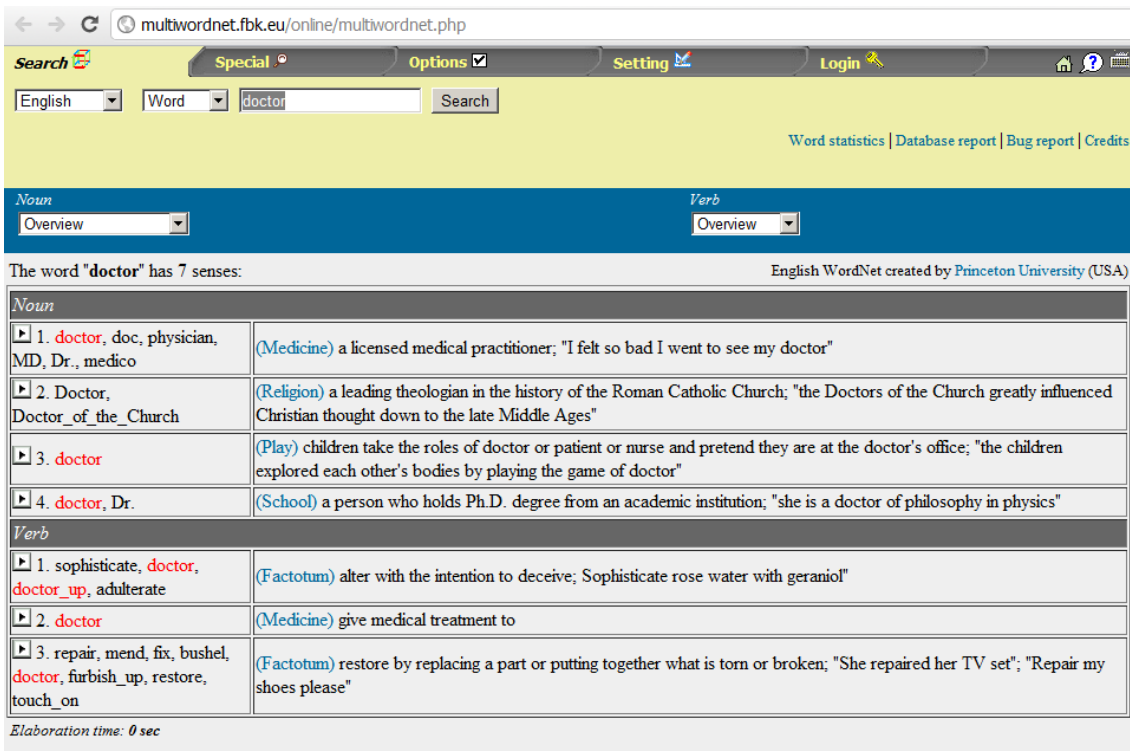 multiwordnet.fbk.eu/online/multiwordnet.php
Search Special Options Setting Login
English Word doctor Search
Word statistics | Database report | Bug report | Credits
Noun Verb
Overview Overview
The word "doctor" has 7 senses: English WordNet created by Princeton University (USA)
Noun
1. doctor, doc, physician,
MD, Dr., medico
(Medicine) a licensed medical practitioner; "I felt so bad I went to see my doctor"
2. Doctor,
Doctor_of_the_Church
(Religion) a leading theologian in the history of the Roman Catholic Church; "the Doctors of the Church greatly influenced
Christian thought down to the late Middle Ages"
3. doctor
(Play) children take the roles of doctor or patient or nurse and pretend they are at the doctor's office; "the children
explored each other's bodies by playing the game of doctor"
4. doctor, Dr.
(School) a person who holds Ph.D. degree from an academic institution; "she is a doctor of philosophy in physics"
Verb
1. sophisticate, doctor,
doctor_up, adulterate
(Factotum) alter with the intention to deceive; Sophisticate rose water with geraniol"
2. doctor
(Medicine) give medical treatment to
3. repair, mend, fix, bushel,
doctor, furbish_up, restore,
touch_on
(Factotum) restore by replacing a part or putting together what is torn or broken; "She repaired her TV set"; "Repair my
shoes please"
Elaboration time: 0 sec